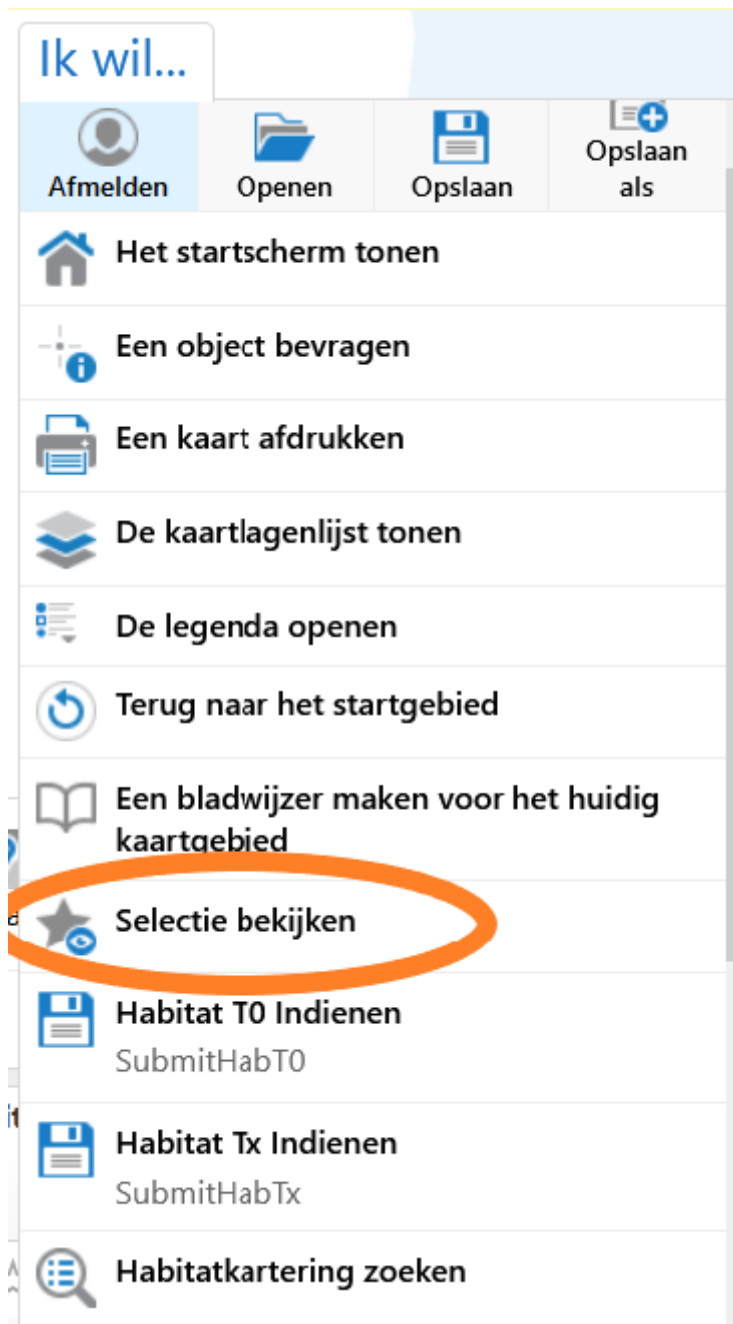 Ik wil...
Afmelden
Openen
Opslaan
Opslaan
als
Het startscherm tonen
Een object bevragen
Een kaart afdrukken
De kaartlagenlijst tonen
De legenda openen
Terug naar het startgebied
Een bladwijzer maken voor het huidig
kaartgebied
Selectie bekijken
Habitat T0 Indienen
SubmitHabT0
Habitat Tx Indienen
SubmitHabTx
Habitatkartering zoeken